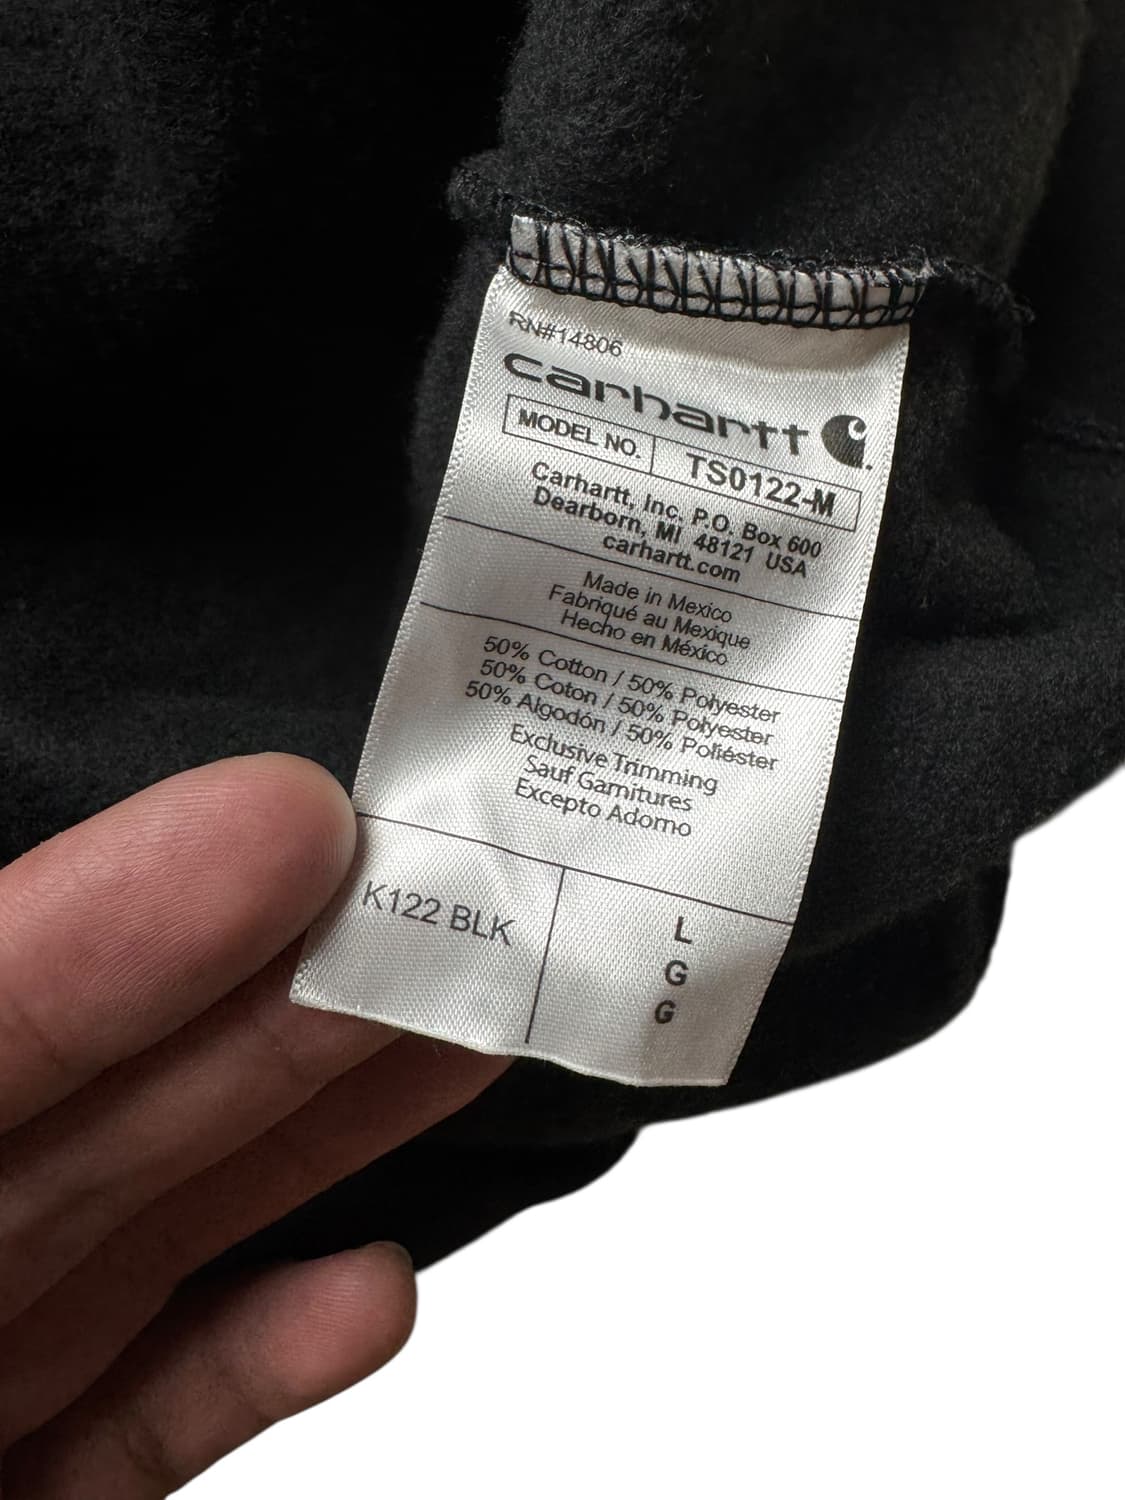 RN#14806
carhartt
MODEL NO. TS0122-M
Carhartt, Inc. P.O. Box 600
Dearborn, MI 48121 USA
carhartt.com
Made in Mexico
Fabriqué au Mexique
Hecho en México
50% Cotton / 50% Polyester
50% Coton / 50% Polyester
50% Algodón / 50% Poliéster
Exclusive Trimming
Sauf Garnitures
Excepto Adorno
K122 BLK
L
G
G